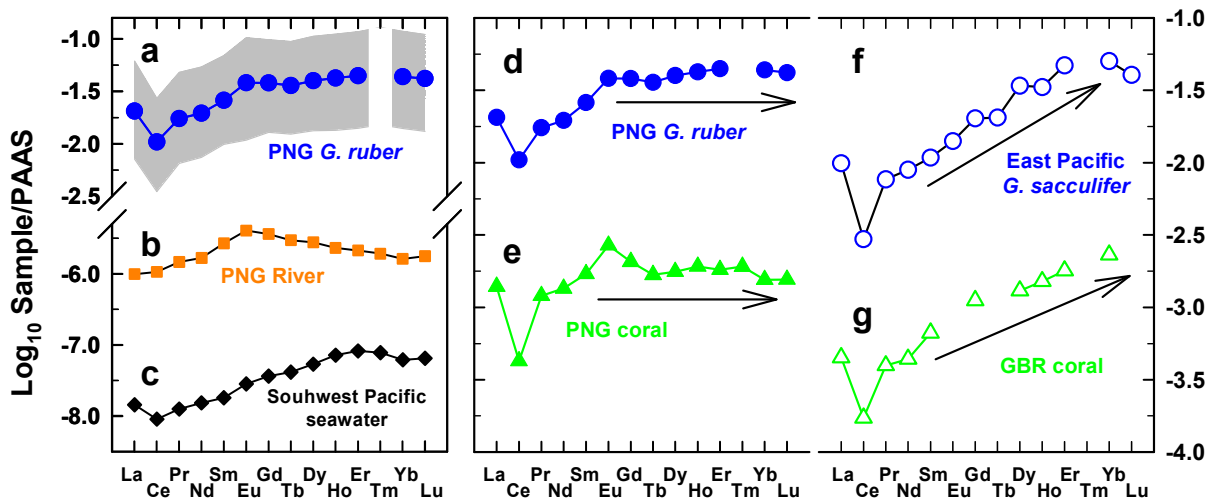 Log10 Sample/PAAS
-1.0
-1.5
-2.0
-2.5
-6.0
-7.0
-8.0
a
PNG G. ruber
b
PNG River
c
Souhwest Pacific
seawater
d
PNG G. ruber
e
PNG coral
f
East Pacific
G. sacculifer
g
GBR coral
-1.0
-1.5
-2.0
-2.5
-3.0
-3.5
-4.0
La Ce Pr Nd Sm Eu Gd Tb Dy Ho Er Tm Yb Lu
La Ce Pr Nd Sm Eu Gd Tb Dy Ho Er Tm Yb Lu
La Ce Pr Nd Sm Eu Gd Tb Dy Ho Er Tm Yb Lu